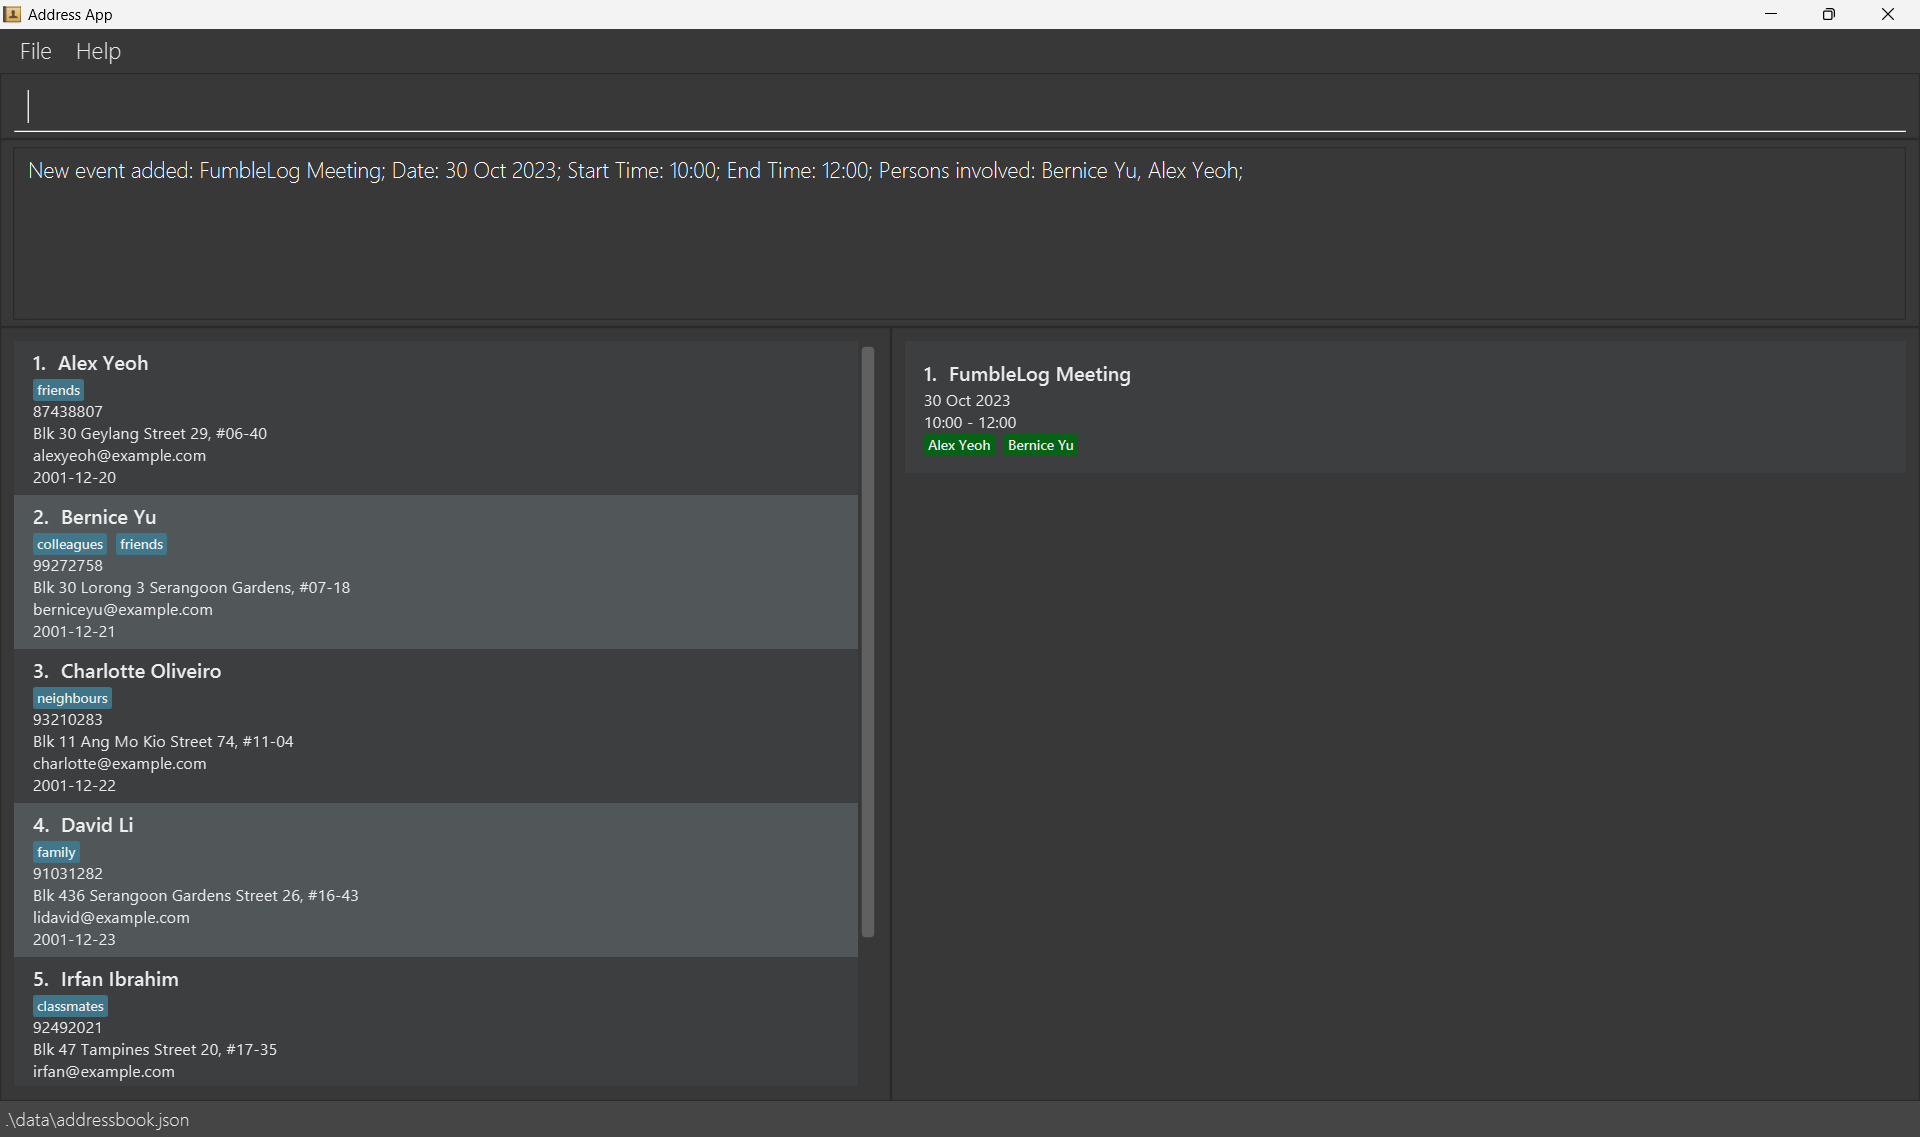 Address App
File Help
New event added: FumbleLog Meeting; Date: 30 Oct 2023; Start Time: 10:00; End Time: 12:00; Persons involved: Bernice Yu, Alex Yeoh;
1. Alex Yeoh
friends
87438807
Blk 30 Geylang Street 29, #06-40
alexyeoh@example.com
2001-12-20
2. Bernice Yu
colleagues friends
99272758
Blk 30 Lorong 3 Serangoon Gardens, #07-18
berniceyu@example.com
2001-12-21
3. Charlotte Oliveiro
neighbours
93210283
Blk 11 Ang Mo Kio Street 74, #11-04
charlotte@example.com
2001-12-22
4. David Li
family
91031282
Blk 436 Serangoon Gardens Street 26, #16-43
lidavid@example.com
2001-12-23
5. Irfan Ibrahim
classmates
92492021
Blk 47 Tampines Street 20, #17-35
irfan@example.com
1. FumbleLog Meeting
30 Oct 2023
10:00 - 12:00
Alex Yeoh Bernice Yu
.\data\addressbook.json